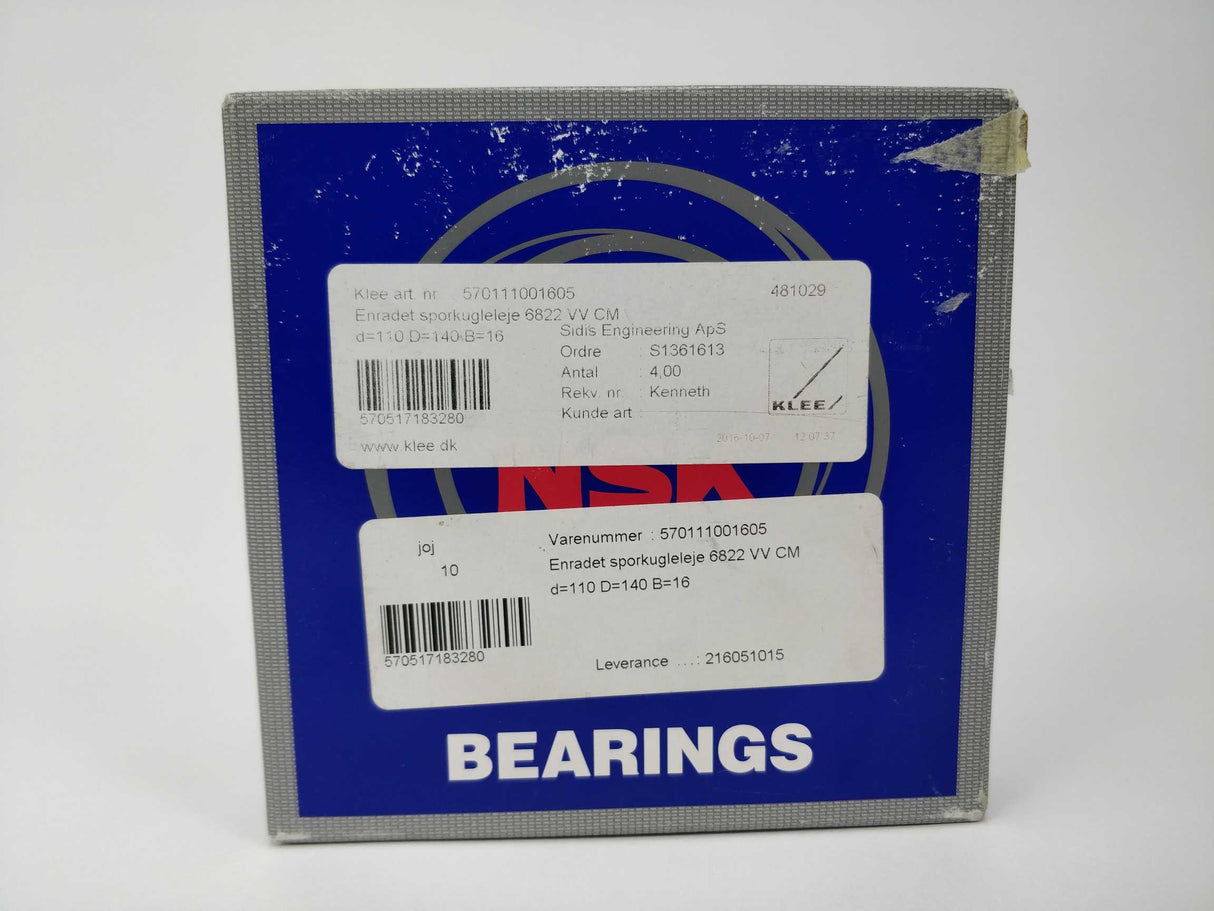 Klee art. nr. 570111001605 481029
Enradet sporkugleleje 6822 VV CM
d=110 D=140 B=16
Sidis Engineering ApS
Ordre : S1361613
Antal : 4,00
Rekv. nr. : Kenneth
Kunde art. :
570517183280
www.klee.dk
KLEE
2016-10-07 12:07:37
NSK
joj
10
570517183280
Varenummer : 570111001605
Enradet sporkugleleje 6822 VV CM
d=110 D=140 B=16
Leverance ....: 216051015
BEARINGS